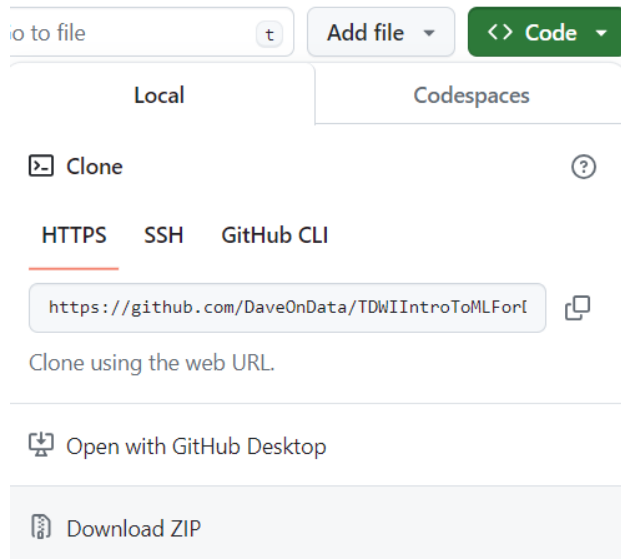 o to file t Add file <> Code
Local Codespaces
Clone
HTTPS SSH GitHub CLI
https://github.com/DaveOnData/TDWIIntroToMLForD
Clone using the web URL.
Open with GitHub Desktop
Download ZIP